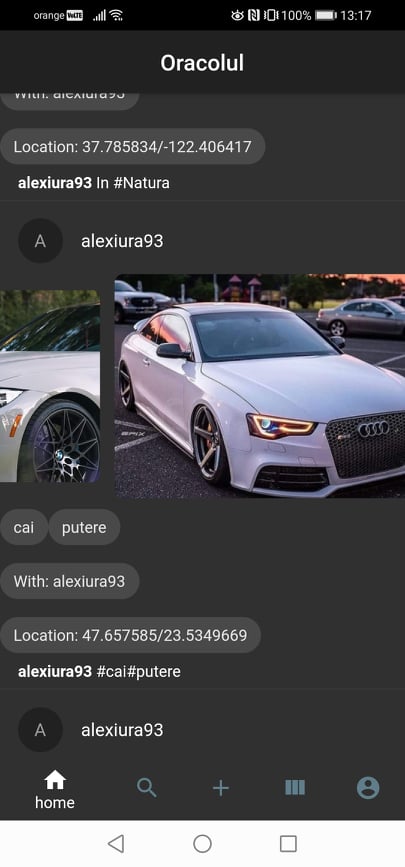 orange VoLTE 100% 13:17
Oracolul
With: alexiura93
Location: 37.785834/-122.406417
alexiura93 In #Natura
A alexiura93
cai putere
With: alexiura93
Location: 47.657585/23.5349669
alexiura93 #cai#putere
A alexiura93
home